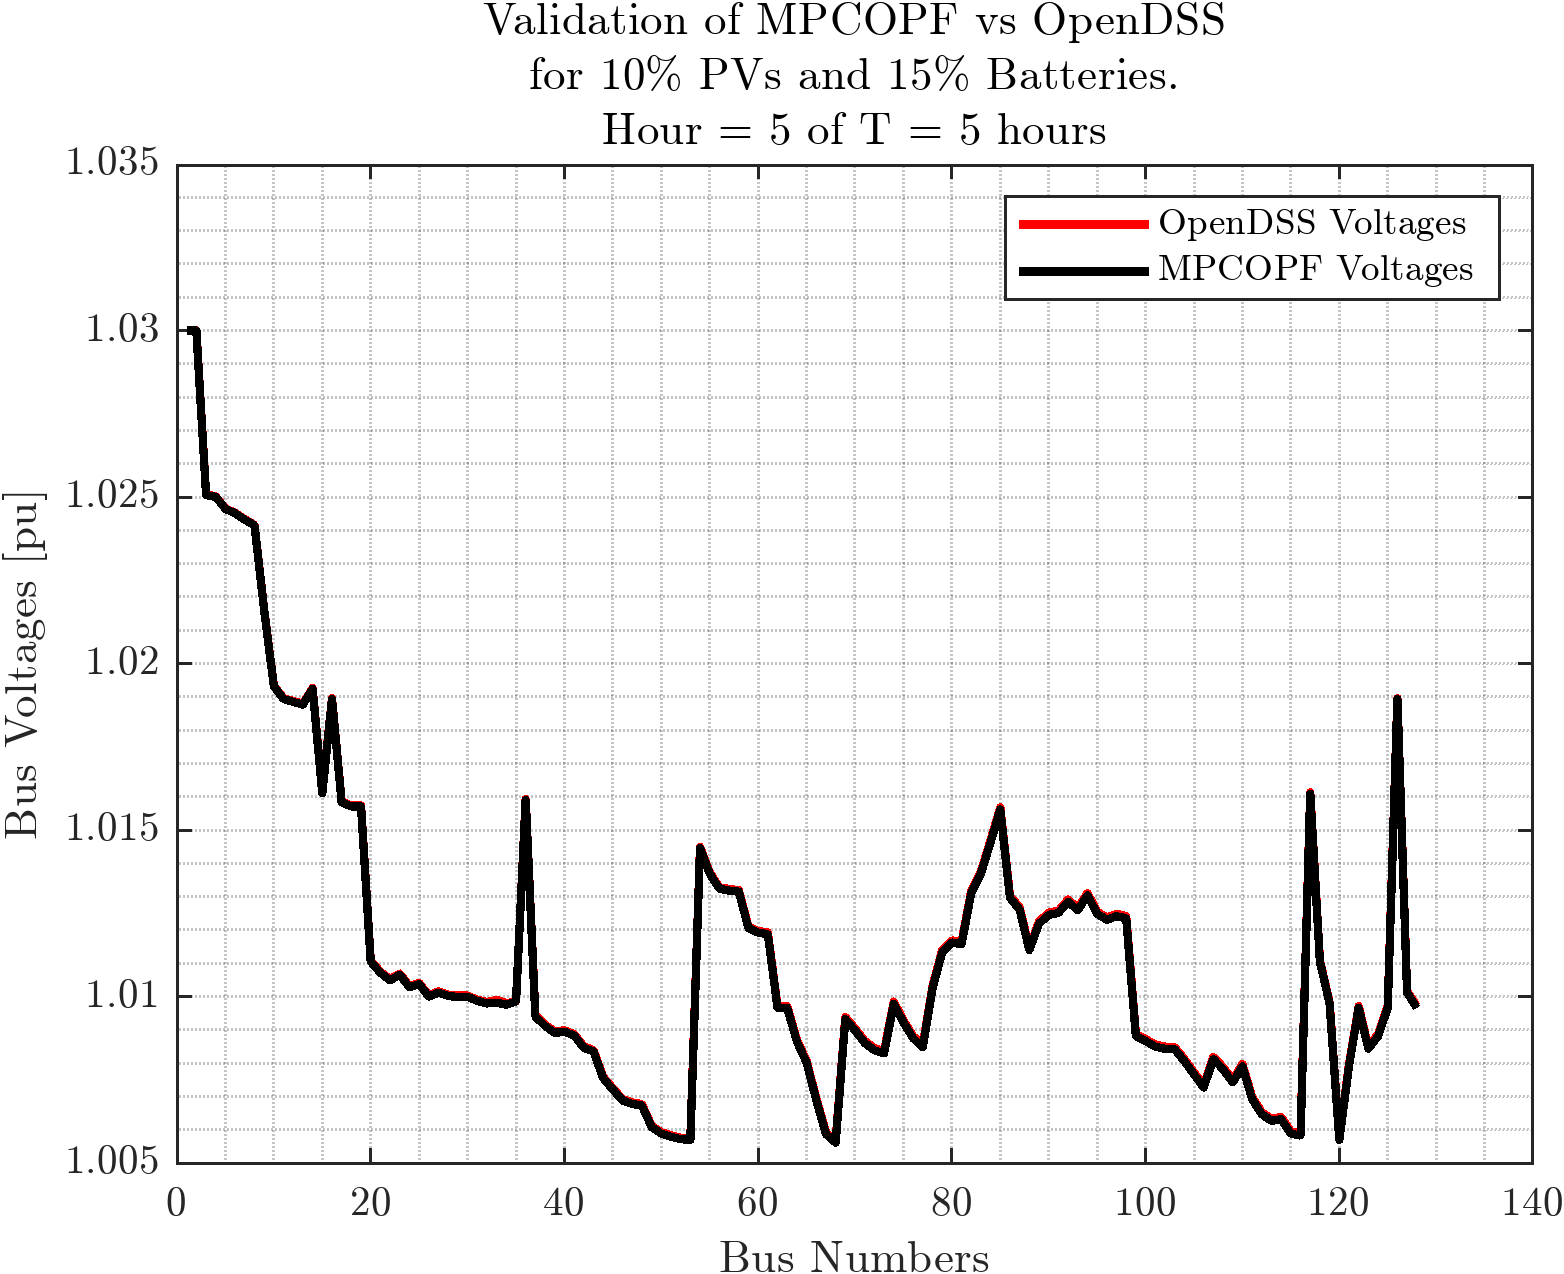 Validation of MPCOPF vs OpenDSS
for 10% PVs and 15% Batteries.
Hour = 5 of T = 5 hours
1.035
1.03
1.025
1.02
1.015
1.01
1.005
Bus Voltages [pu]
OpenDSS Voltages
MPCOPF Voltages
0 20 40 60 80 100 120 140
Bus Numbers